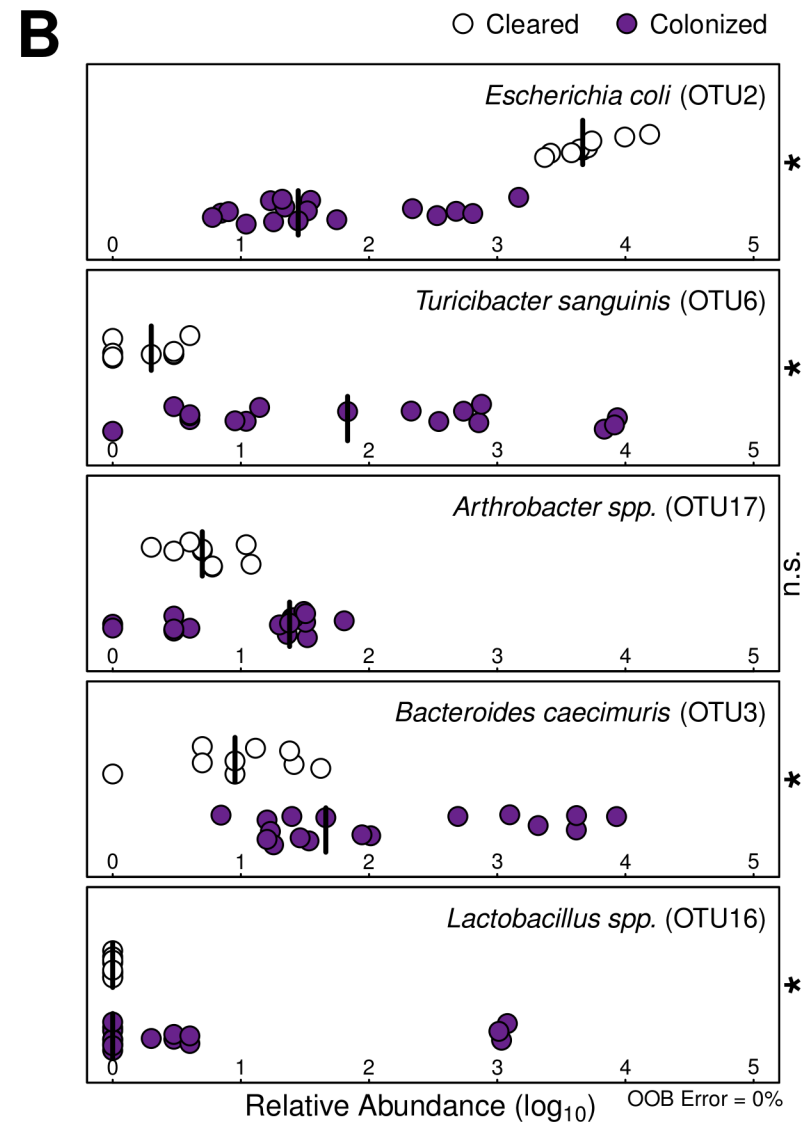 B
Cleared Colonized
Escherichia coli (OTU2)
*
0 1 2 3 4 5
Turicibacter sanguinis (OTU6)
*
0 1 2 3 4 5
Arthrobacter spp. (OTU17)
n.s.
0 1 2 3 4 5
Bacteroides caecimuris (OTU3)
*
0 1 2 3 4 5
Lactobacillus spp. (OTU16)
*
0 1 2 3 4 5
Relative Abundance (log10) OOB Error = 0%